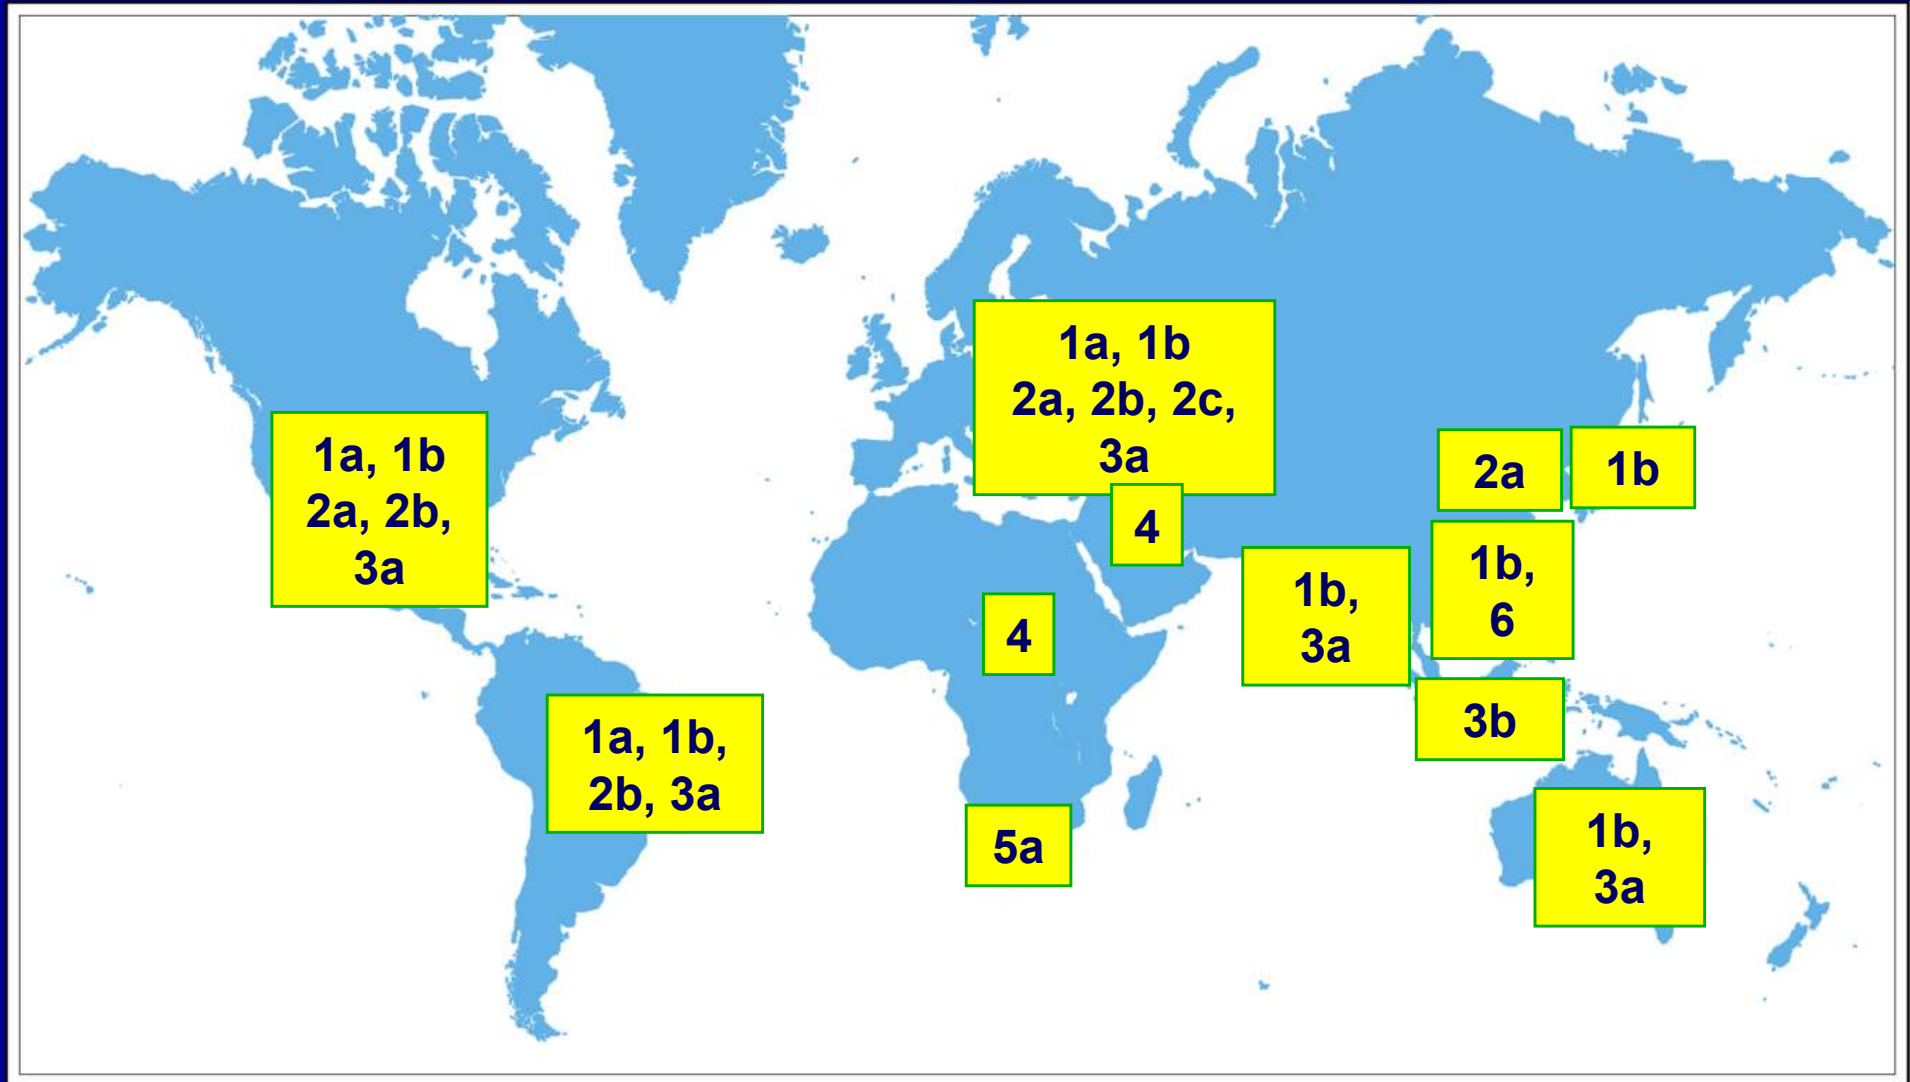 1a, 1b
2a, 2b, 2c,
3a
1a, 1b
2a, 2b,
3a
2a
1b
4
1b,
6
1b,
3a
4
3b
1a, 1b,
2b, 3a
5a
1b,
3a